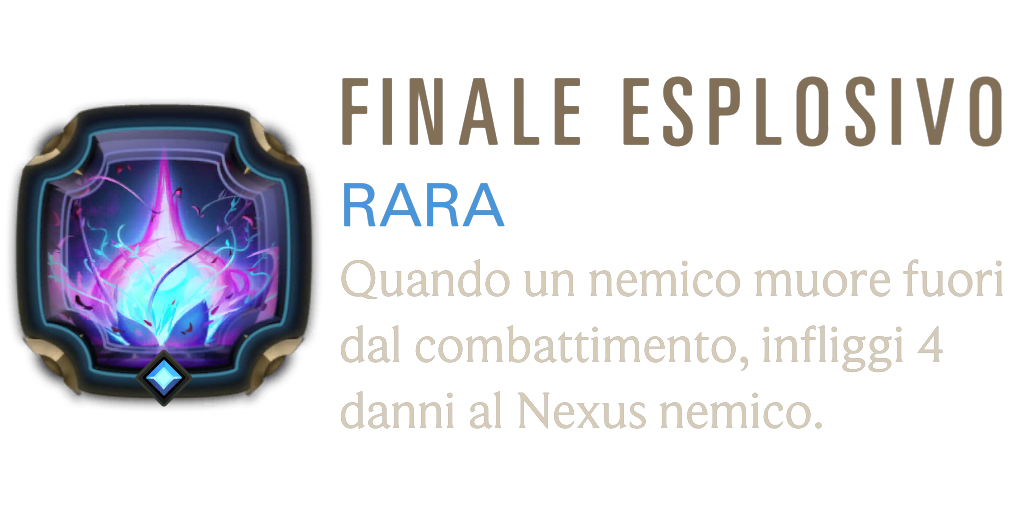 FINALE ESPLOSIVO
RARA
Quando un nemico muore fuori
dal combattimento, infliggi 4
danni al Nexus nemico.